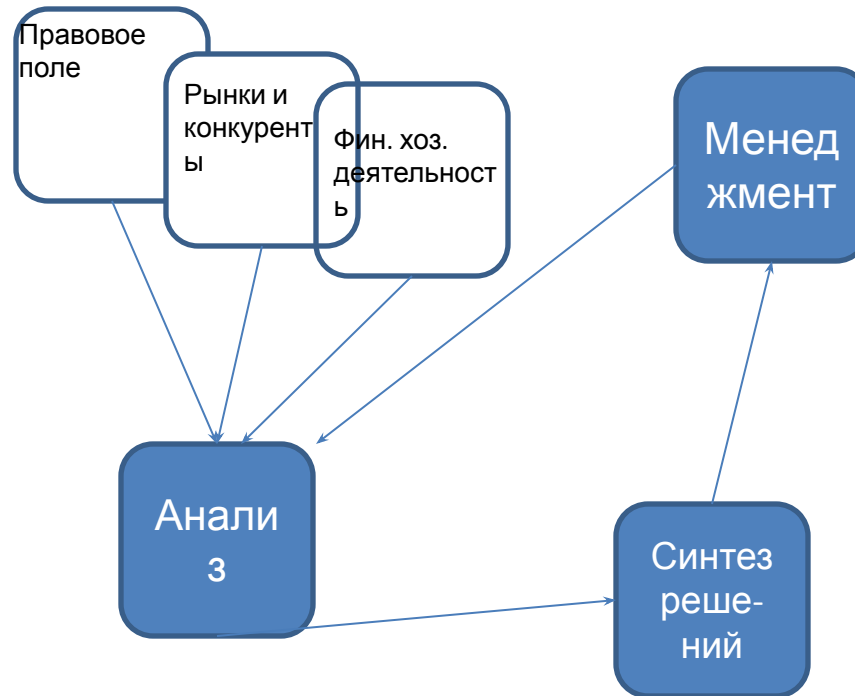 Правовое
поле
Рынки и
конкурент
ы
Фин. хоз.
деятельност
ь
Менед
жмент
Анали
з
Синтез
реше-
ний